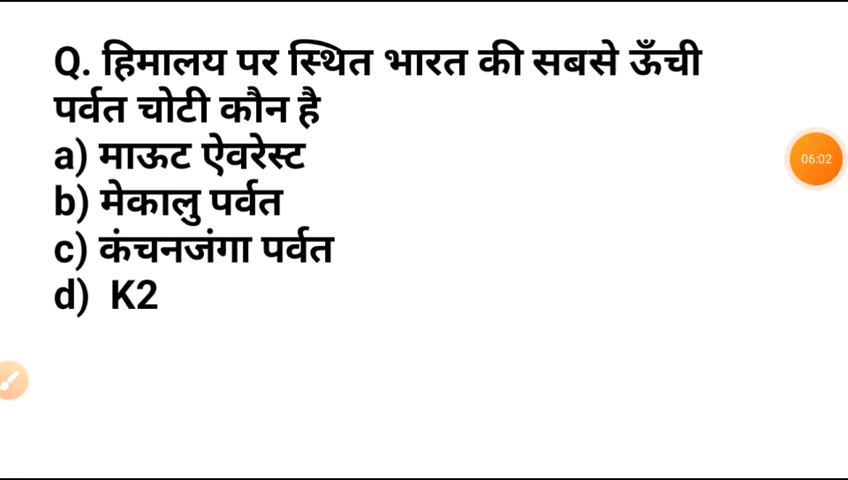 Q. हिमालय पर स्थित भारत की सबसे ऊँची
पर्वत चोटी कौन है
a) माऊट ऐवरेस्ट
b) मेकालु पर्वत
c) कंचनजंगा पर्वत
d) K2
06:02